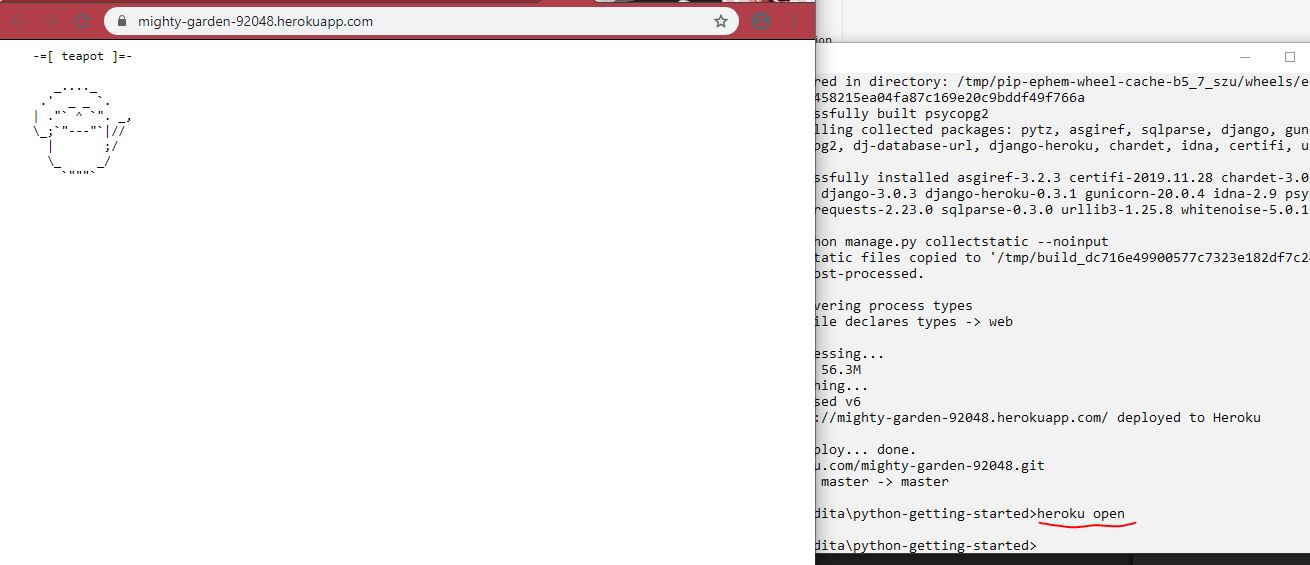 mighty-garden-92048.herokuapp.com
-=[ teapot ]=-
       _...._
     .'  _ _ `.
    | ."` ^ `". _,
    \_;`"---"`|//
      |       ;/
      \_     _/
        `"""`
red in directory: /tmp/pip-ephem-wheel-cache-b5_7_szu/wheels/e
458215ea04fa87c169e20c9bddf49f766a
ssfully built psycopg2
lling collected packages: pytz, asgiref, sqlparse, django, gun
pg2, dj-database-url, django-heroku, chardet, idna, certifi, u
ssfully installed asgiref-3.2.3 certifi-2019.11.28 chardet-3.0
django-3.0.3 django-heroku-0.3.1 gunicorn-20.0.4 idna-2.9 psy
requests-2.23.0 sqlparse-0.3.0 urllib3-1.25.8 whitenoise-5.0.1
hon manage.py collectstatic --noinput
tatic files copied to '/tmp/build_dc716e49900577c7323e182df7c2
ost-processed.
vering process types
ile declares types -> web
essing...
56.3M
hing...
sed v6
://mighty-garden-92048.herokuapp.com/ deployed to Heroku
ploy... done.
u.com/mighty-garden-92048.git
master -> master
dita\python-getting-started>heroku open
dita\python-getting-started>